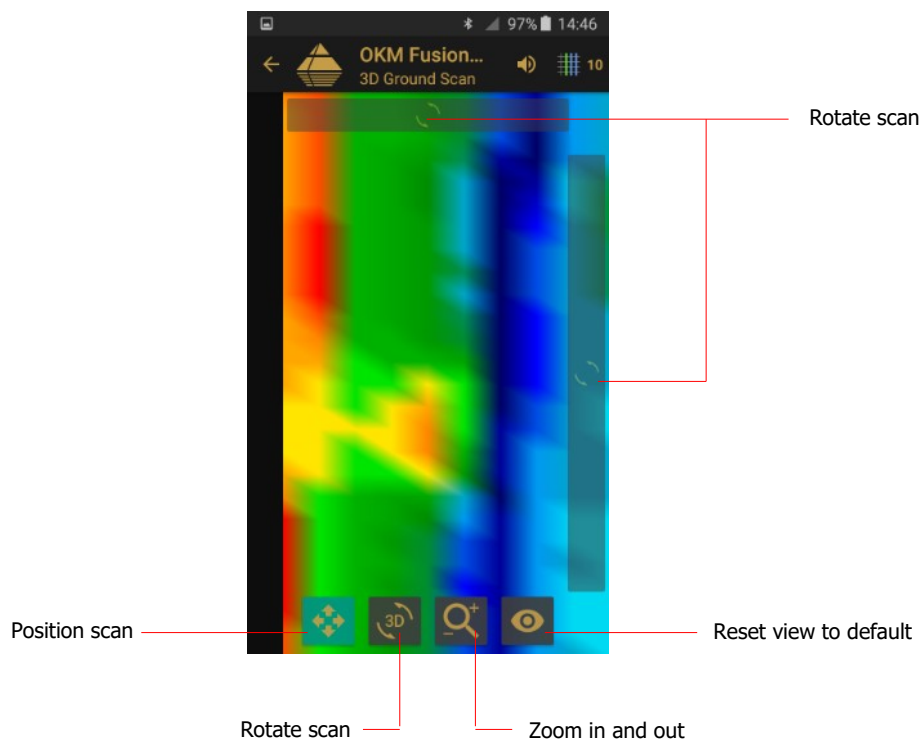 97% 14:46
OKM Fusion...
3D Ground Scan
10
Rotate scan
3D
Position scan
Reset view to default
Rotate scan
Zoom in and out